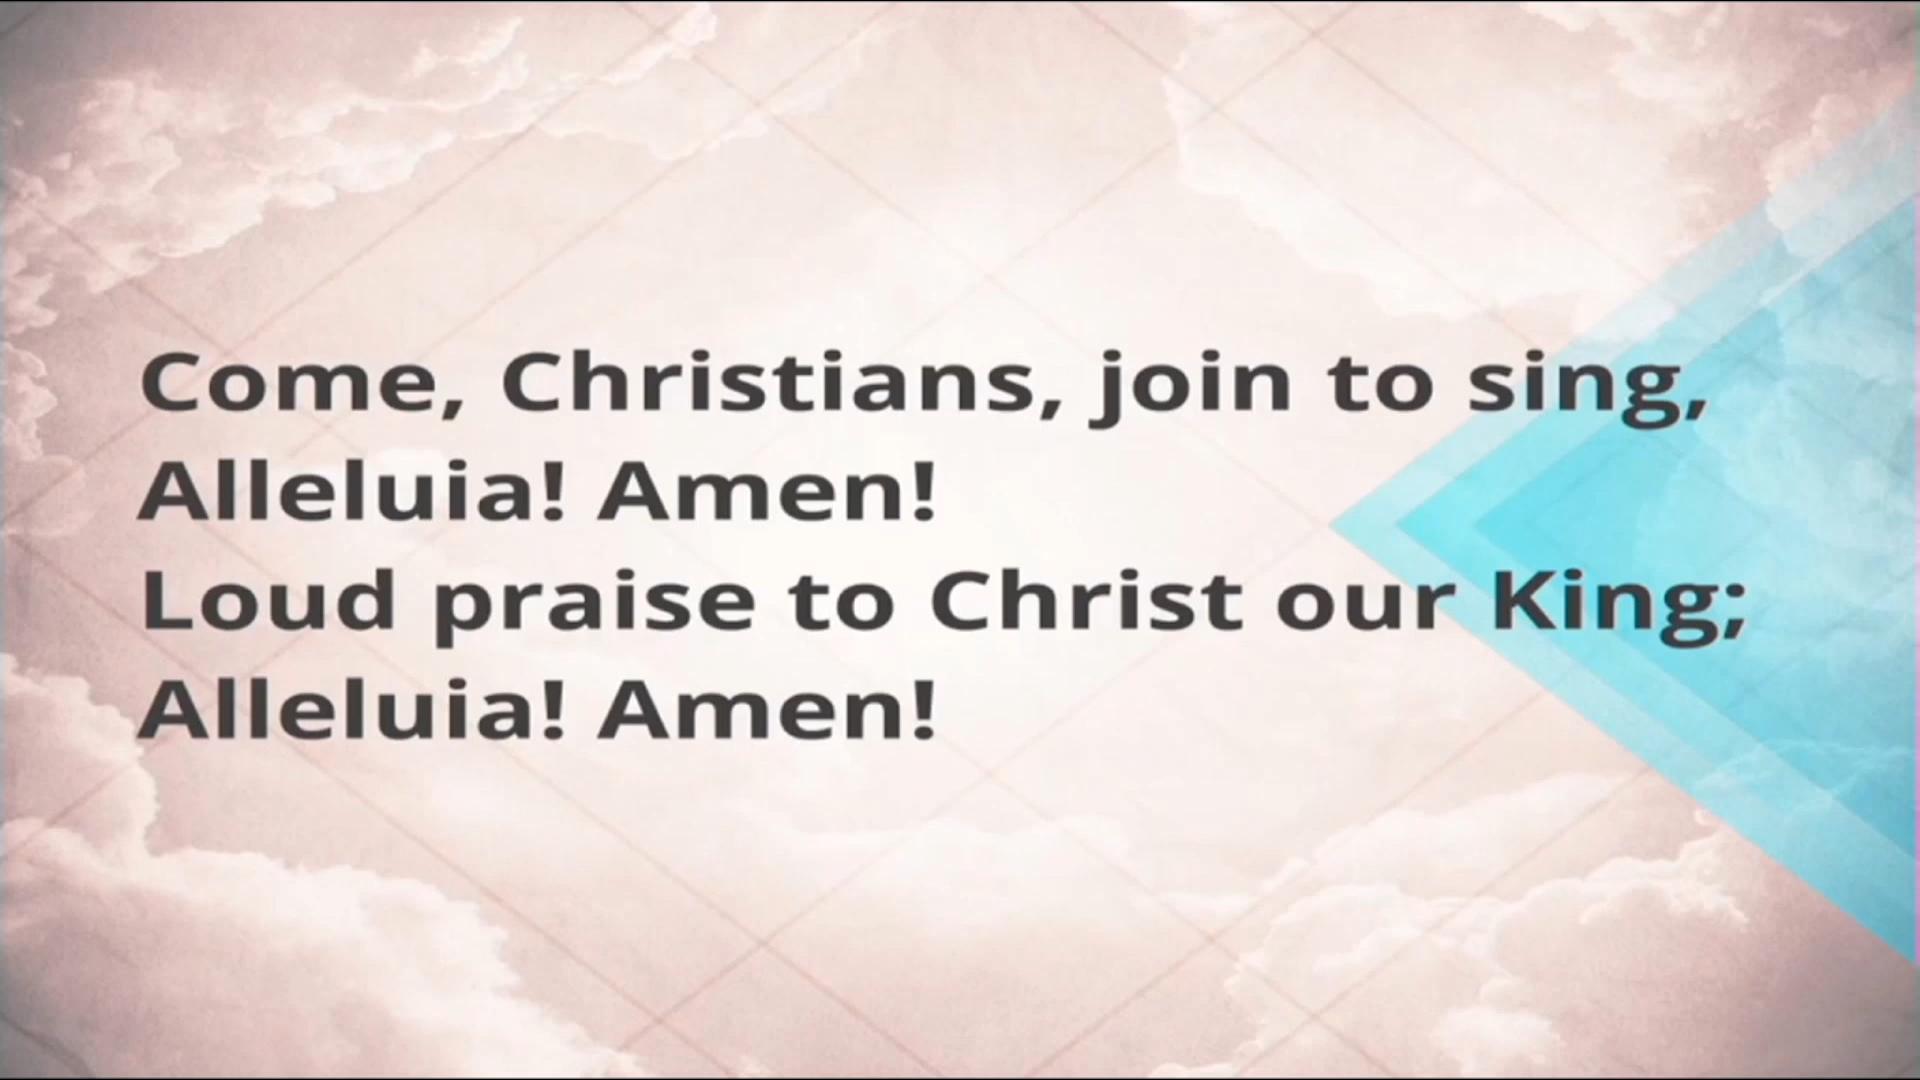 Come, Christians, join to sing,
Alleluia! Amen!
Loud praise to Christ our King;
Alleluia! Amen!